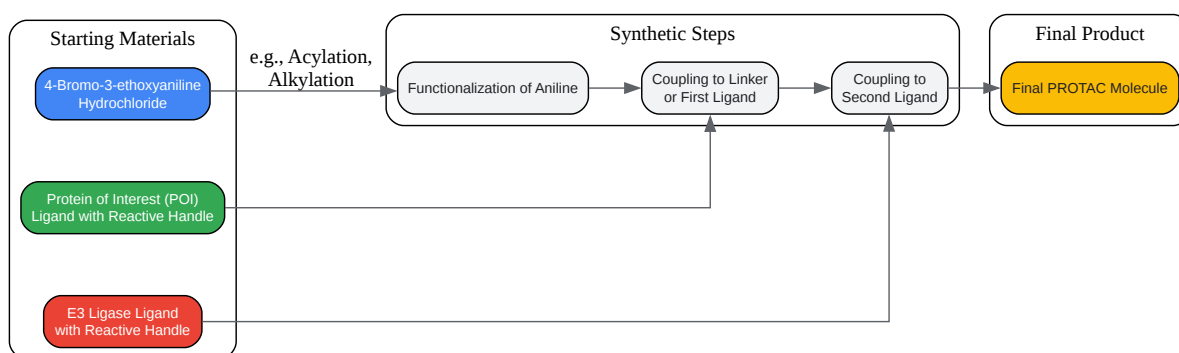 Starting Materials
4-Bromo-3-ethoxyaniline
Hydrochloride
Protein of Interest (POI)
Ligand with Reactive Handle
E3 Ligase Ligand
with Reactive Handle
e.g., Acylation,
Alkylation
Synthetic Steps
Functionalization of Aniline
Coupling to Linker
or First Ligand
Coupling to
Second Ligand
Final Product
Final PROTAC Molecule